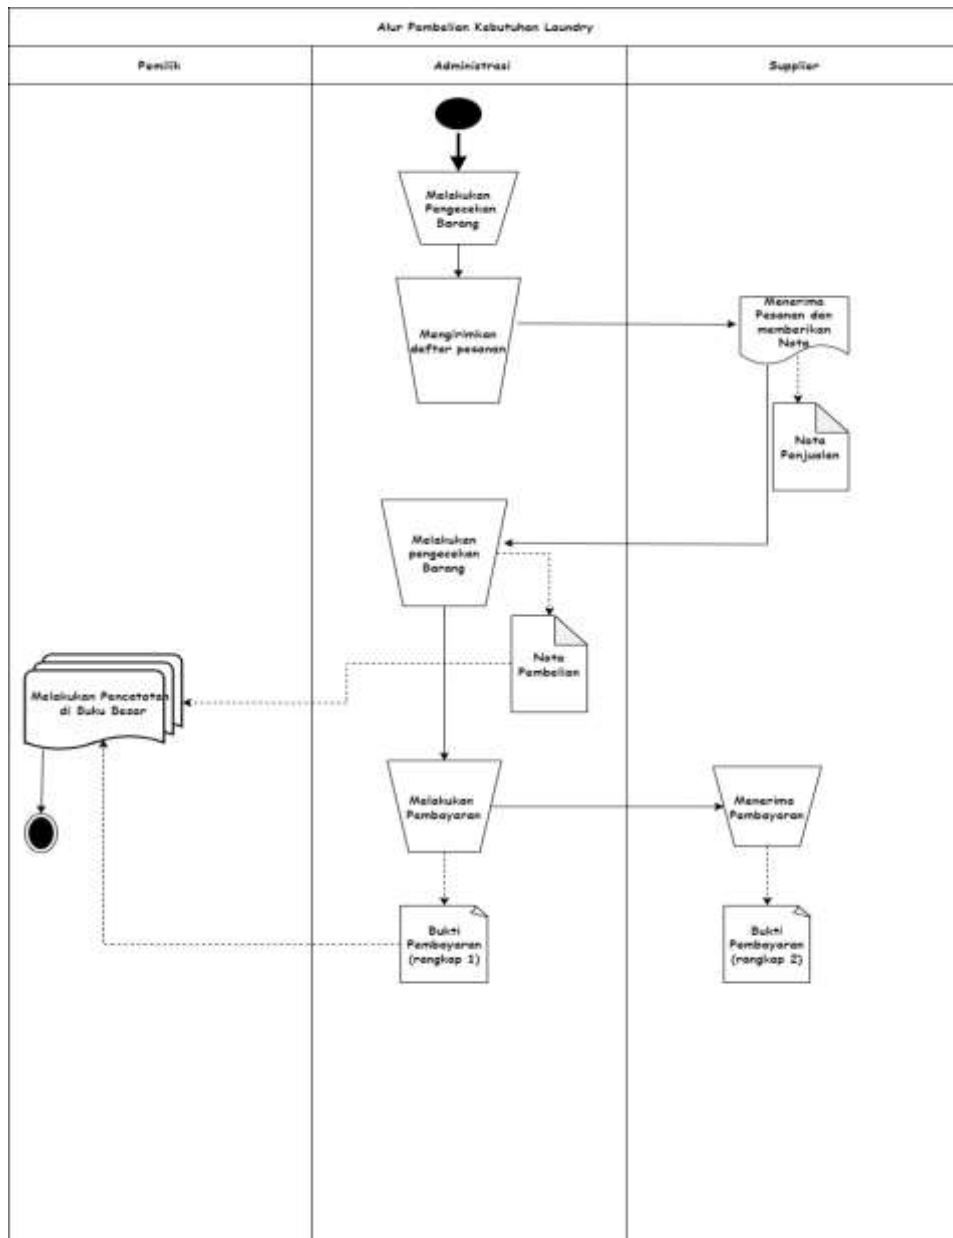 Alur Pembelian Kebutuhan Laundry
Pemilik
Administrasi
Supplier
Melakukan
Pengecekan
Barang
Mengirimkan
daftar pesanan
Menerima
Pesanan dan
memberikan
Nota
Nota
Penjualan
Melakukan
pengecekan
Barang
Nota
Pembelian
Melakukan Pencatatan
di Buku Besar
Melakukan
Pembayaran
Menerima
Pembayaran
Bukti
Pembayaran
(rangkap 1)
Bukti
Pembayaran
(rangkap 2)